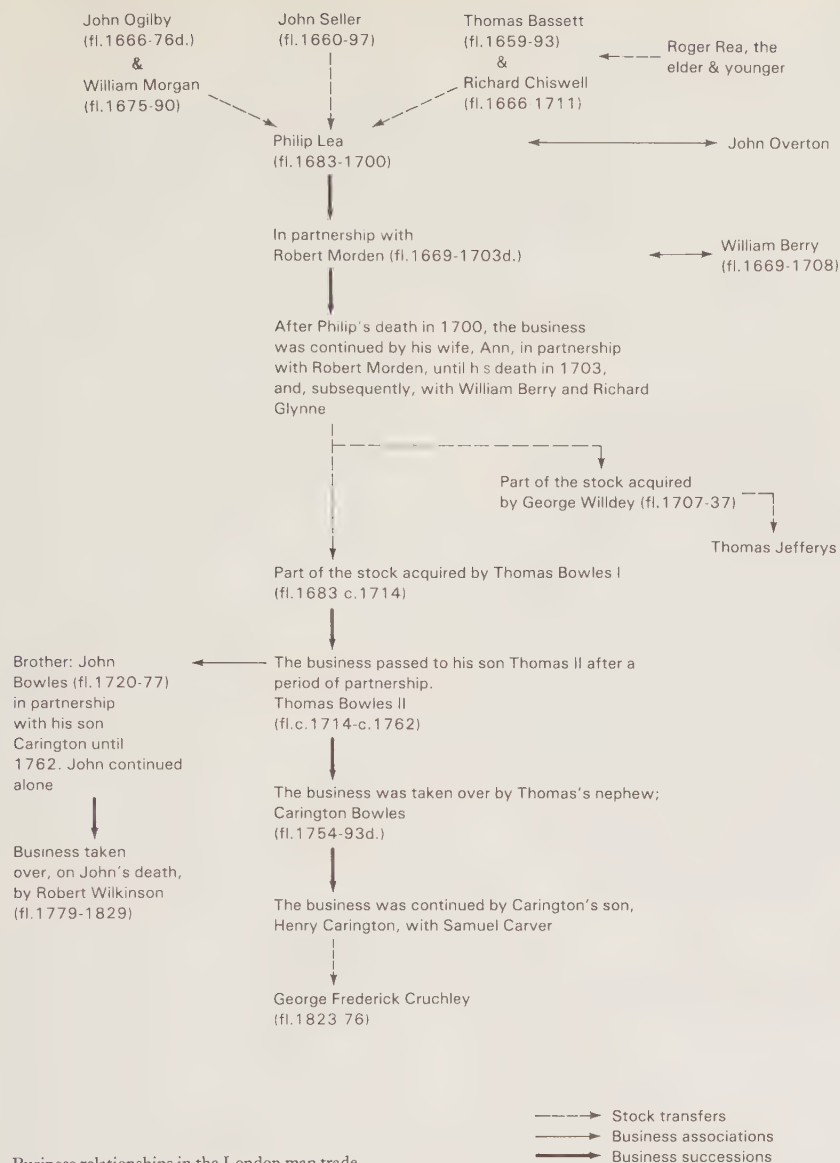 John Ogilby
(fl.1666-76d.)
&
William Morgan
(fl.1675-90)
John Seller
(fl.1660-97)
Thomas Bassett
(fl.1659-93)
&
Richard Chiswell
(fl.1666 1711)
Roger Rea, the
elder & younger
Philip Lea
(fl.1683-1700)
John Overton
In partnership with
Robert Morden (fl.1669-1703d.)
William Berry
(fl.1669-1708)
After Philip's death in 1700, the business
was continued by his wife, Ann, in partnership
with Robert Morden, until h s death in 1703,
and, subsequently, with William Berry and Richard
Glynne
Part of the stock acquired
by George Willdey (fl.1707-37)
Thomas Jefferys
Part of the stock acquired by Thomas Bowles I
(fl.1683 c.1714)
Brother: John
Bowles (fl.1720-77)
in partnership
with his son
Carington until
1762. John continued
alone
The business passed to his son Thomas II after a
period of partnership.
Thomas Bowles II
(fl.c.1714-c.1762)
The business was taken over by Thomas's nephew;
Carington Bowles
(fl.1754-93d.)
Business taken
over, on John's death,
by Robert Wilkinson
(fl.1779-1829)
The business was continued by Carington's son,
Henry Carington, with Samuel Carver
George Frederick Cruchley
(fl.1823 76)
Stock transfers
Business associations
Business successions
Business relationships in the London map trade